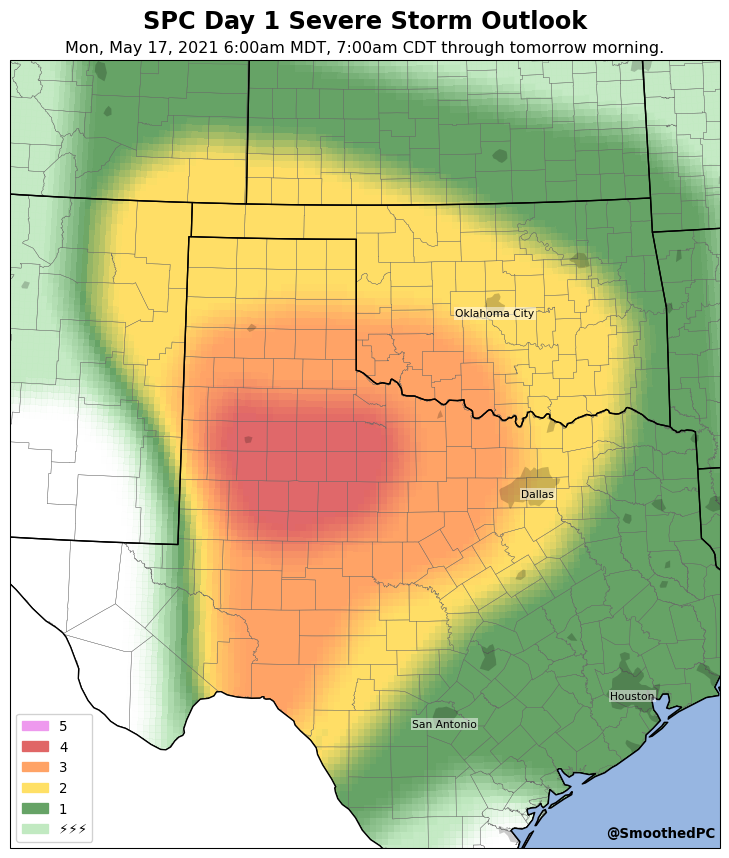 SPC Day 1 Severe Storm Outlook
Mon, May 17, 2021 6:00am MDT, 7:00am CDT through tomorrow morning.
Oklahoma City
Dallas
Houston
San Antonio
5
4
3
2
1
⚡⚡⚡
@SmoothedPC